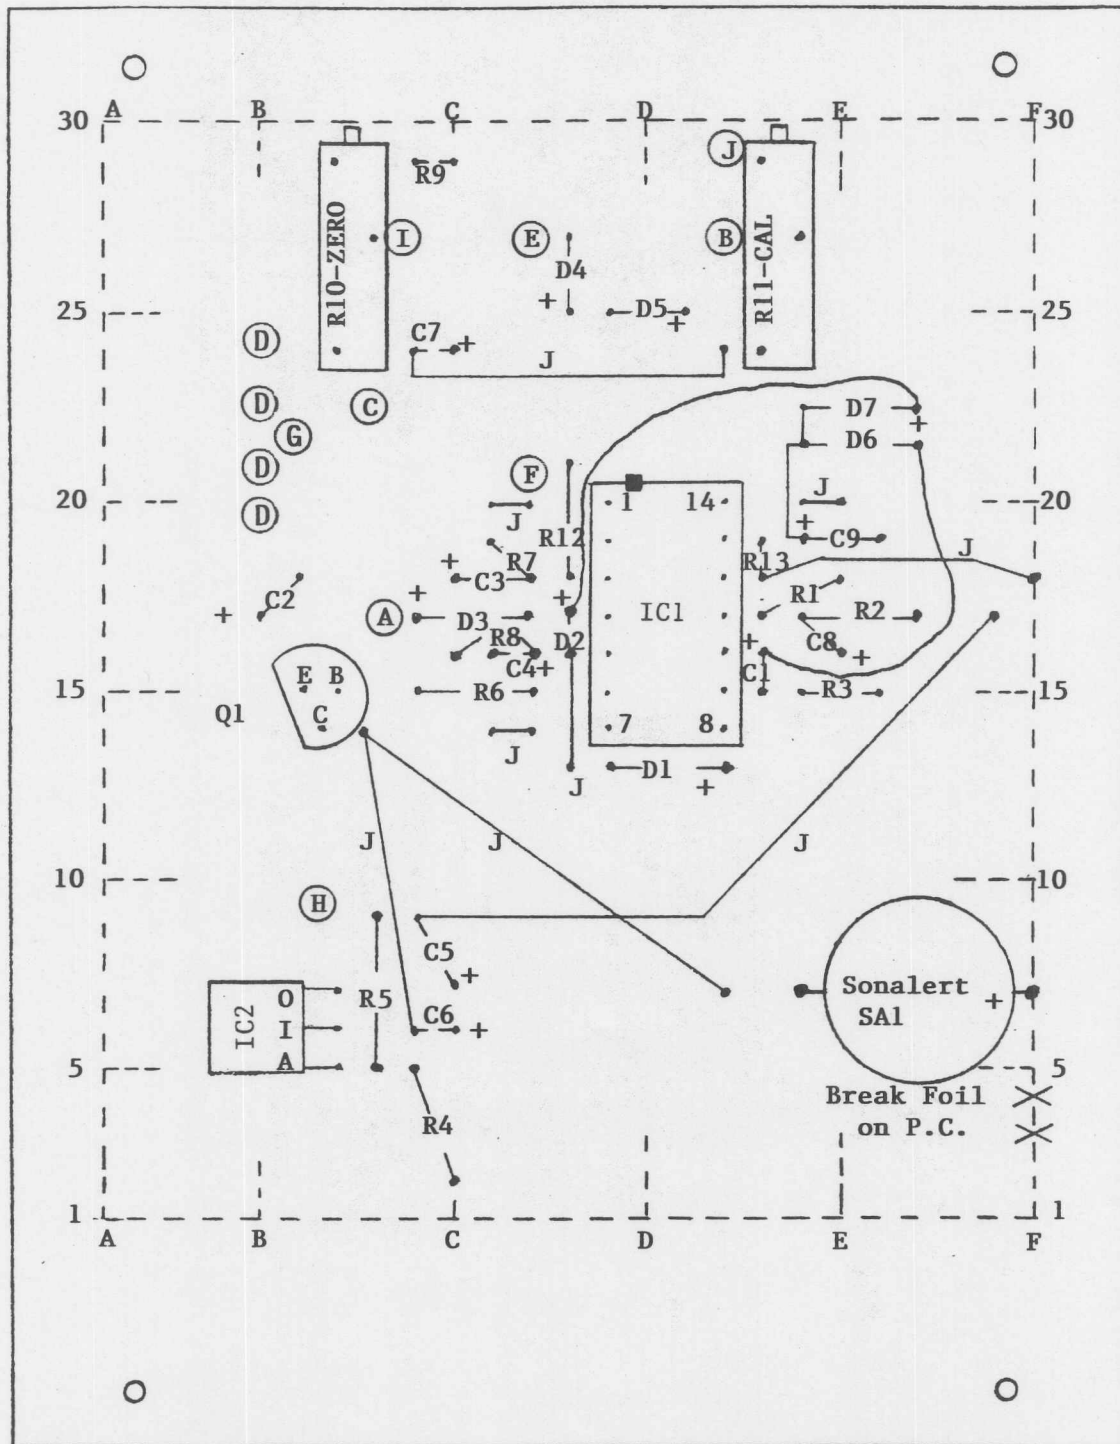 A B C D E F
30 30
J
R9
R10-ZERO
I E B
R11-CAL
D4
+
25 D5 25
+
D C7 +
J
D C D7
+
G D6
D F
20 1 14 J 20
D J +
R12 C9
R7 R13 J
+ C3
+ + R1
C2
+ A D3 IC1 R2
R8 D2 + C8
C4 + C1 +
E B
15 R6 R3 15
Q1 C
7 8
J
D1
J +
J J J
10 10
H
C5
+
O R5 Sonalert
IC2 +
I C6 + SA1
A
5 5
Break Foil
on P.C.
R4
1 1
A B C D E F